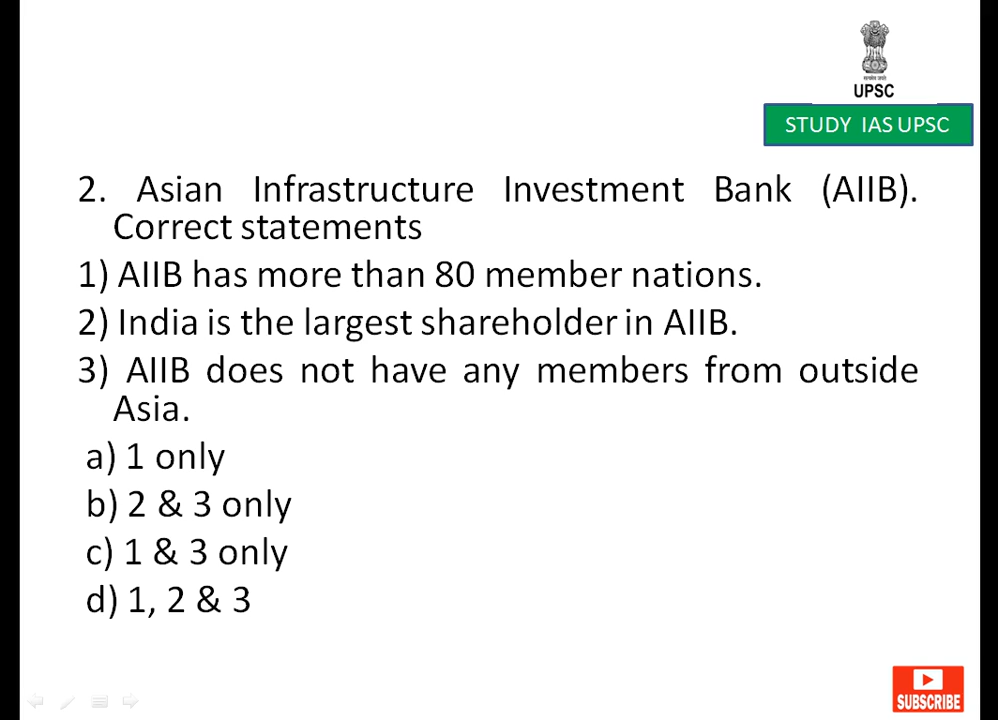 UPSC
STUDY IAS UPSC
2. Asian Infrastructure Investment Bank (AIIB).
Correct statements
1) AIIB has more than 80 member nations.
2) India is the largest shareholder in AIIB.
3) AIIB does not have any members from outside
Asia.
a) 1 only
b) 2 & 3 only
c) 1 & 3 only
d) 1, 2 & 3
SUBSCRIBE